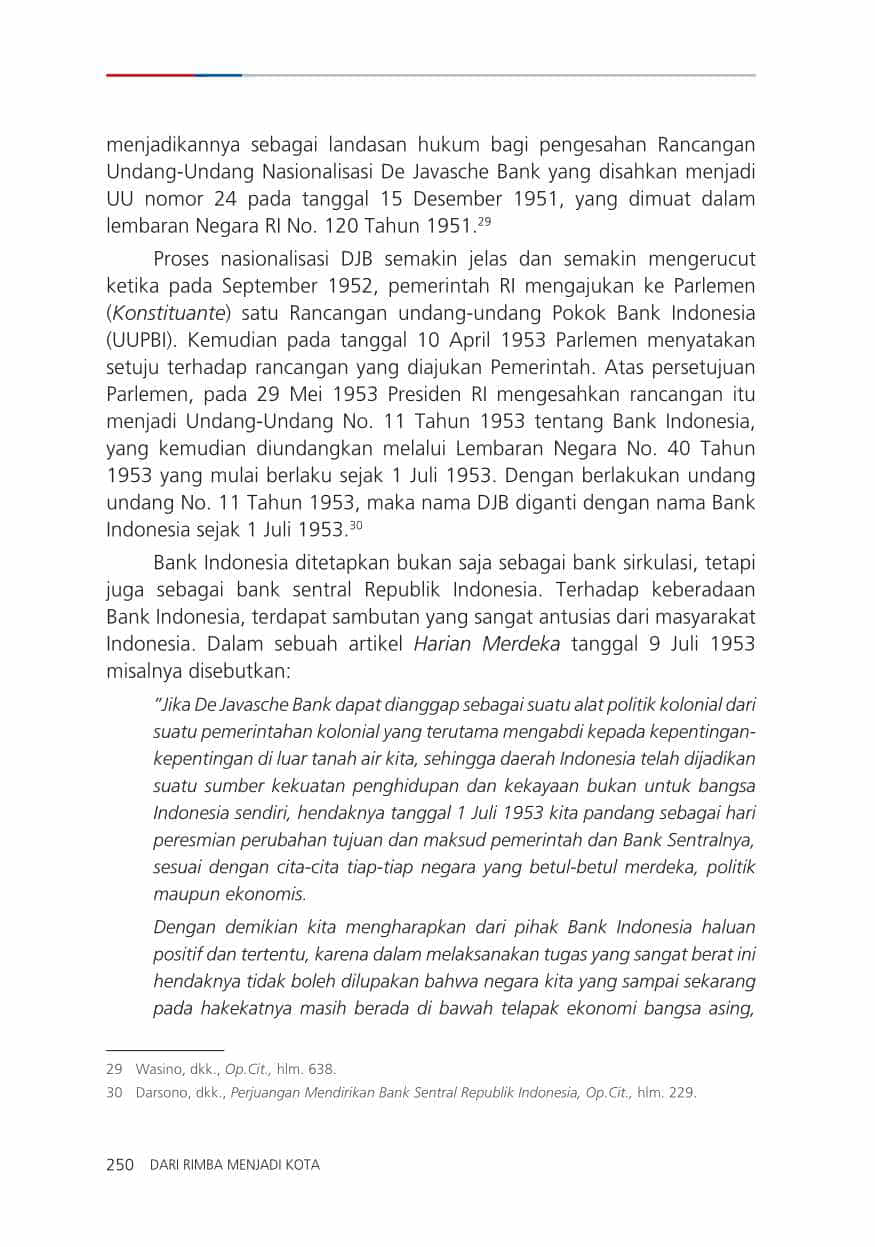 menjadikannya sebagai landasan hukum bagi pengesahan Rancangan
Undang-Undang Nasionalisasi De Javasche Bank yang disahkan menjadi
UU nomor 24 pada tanggal 15 Desember 1951, yang dimuat dalam
lembaran Negara RI No. 120 Tahun 1951.29
Proses nasionalisasi DJB semakin jelas dan semakin mengerucut
ketika pada September 1952, pemerintah RI mengajukan ke Parlemen
(Konstituante) satu Rancangan undang-undang Pokok Bank Indonesia
(UUPBI). Kemudian pada tanggal 10 April 1953 Parlemen menyatakan
setuju terhadap rancangan yang diajukan Pemerintah. Atas persetujuan
Parlemen, pada 29 Mei 1953 Presiden RI mengesahkan rancangan itu
menjadi Undang-Undang No. 11 Tahun 1953 tentang Bank Indonesia,
yang kemudian diundangkan melalui Lembaran Negara No. 40 Tahun
1953 yang mulai berlaku sejak 1 Juli 1953. Dengan berlakukan undang
undang No. 11 Tahun 1953, maka nama DJB diganti dengan nama Bank
Indonesia sejak 1 Juli 1953.30
Bank Indonesia ditetapkan bukan saja sebagai bank sirkulasi, tetapi
juga sebagai bank sentral Republik Indonesia. Terhadap keberadaan
Bank Indonesia, terdapat sambutan yang sangat antusias dari masyarakat
Indonesia. Dalam sebuah artikel Harian Merdeka tanggal 9 Juli 1953
misalnya disebutkan:
"Jika De Javasche Bank dapat dianggap sebagai suatu alat politik kolonial dari
suatu pemerintahan kolonial yang terutama mengabdi kepada kepentingan-
kepentingan di luar tanah air kita, sehingga daerah Indonesia telah dijadikan
suatu sumber kekuatan penghidupan dan kekayaan bukan untuk bangsa
Indonesia sendiri, hendaknya tanggal 1 Juli 1953 kita pandang sebagai hari
peresmian perubahan tujuan dan maksud pemerintah dan Bank Sentralnya,
sesuai dengan cita-cita tiap-tiap negara yang betul-betul merdeka, politik
maupun ekonomis.
Dengan demikian kita mengharapkan dari pihak Bank Indonesia haluan
positif dan tertentu, karena dalam melaksanakan tugas yang sangat berat ini
hendaknya tidak boleh dilupakan bahwa negara kita yang sampai sekarang
pada hakekatnya masih berada di bawah telapak ekonomi bangsa asing,
29 Wasino, dkk., Op.Cit., hlm. 638.
30 Darsono, dkk., Perjuangan Mendirikan Bank Sentral Republik Indonesia, Op.Cit., hlm. 229.
250 DARI RIMBA MENJADI KOTA